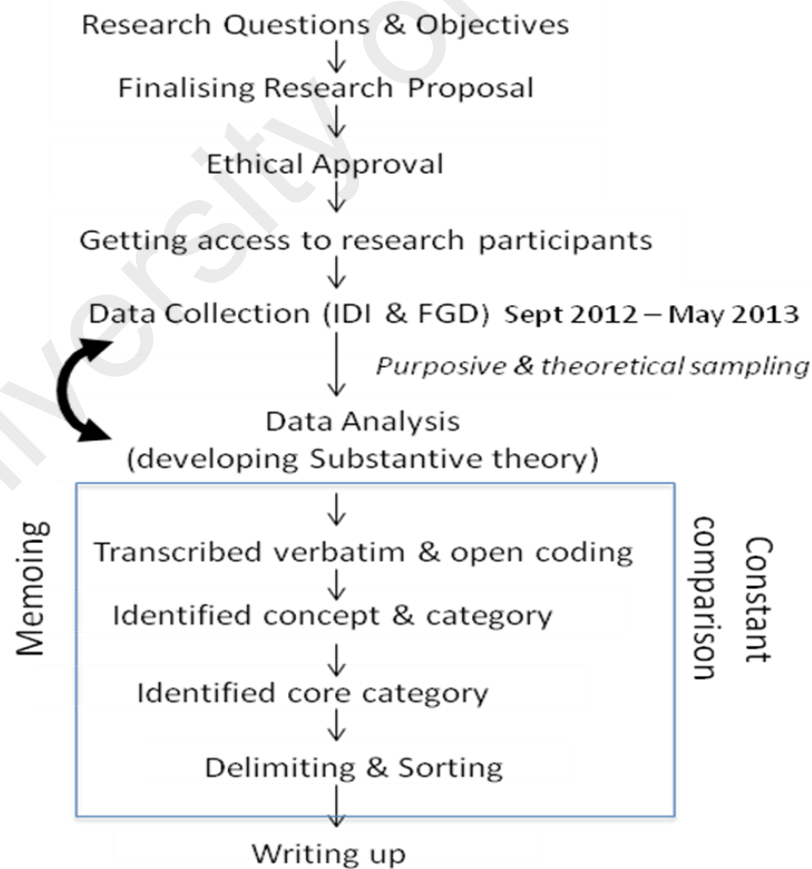 Research Questions & Objectives
Finalising Research Proposal
Ethical Approval
Getting access to research participants
Data Collection (IDI & FGD) Sept 2012 – May 2013
Purposive & theoretical sampling
Data Analysis
(developing Substantive theory)
Memoing
Transcribed verbatim & open coding
Identified concept & category
Identified core category
Delimiting & Sorting
Constant
comparison
Writing up